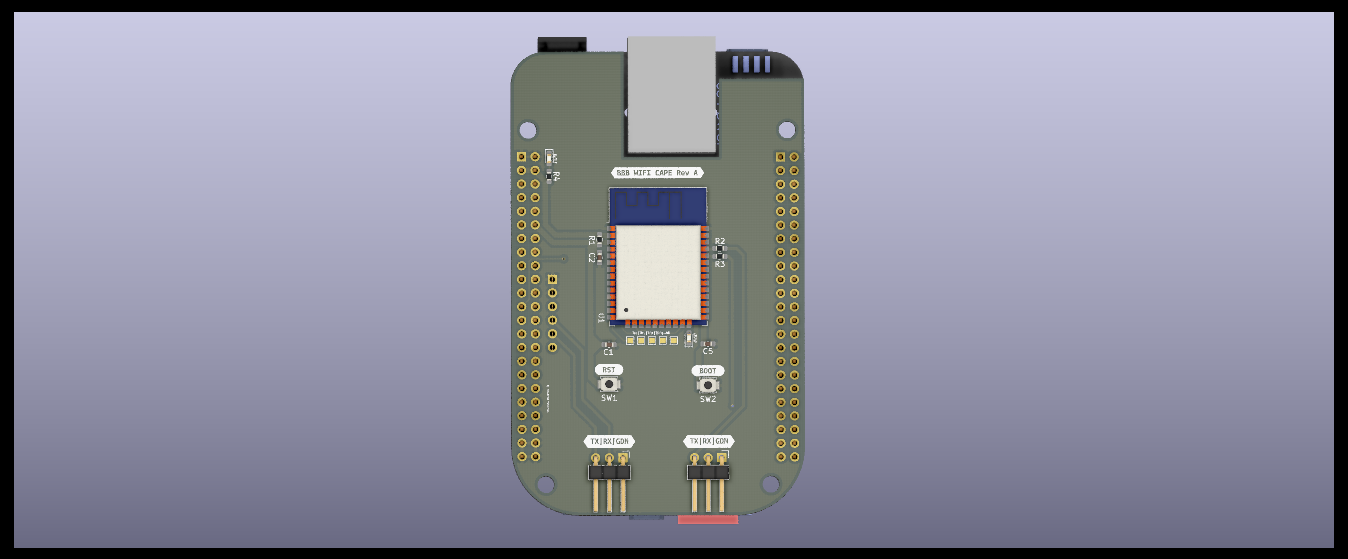 BBB WIFI CAPE Rev A
R4
R1
R2
C2
R3
U1
C1
C5
RST
BOOT
SW1
SW2
TX|RX|GDN
TX|RX|GDN